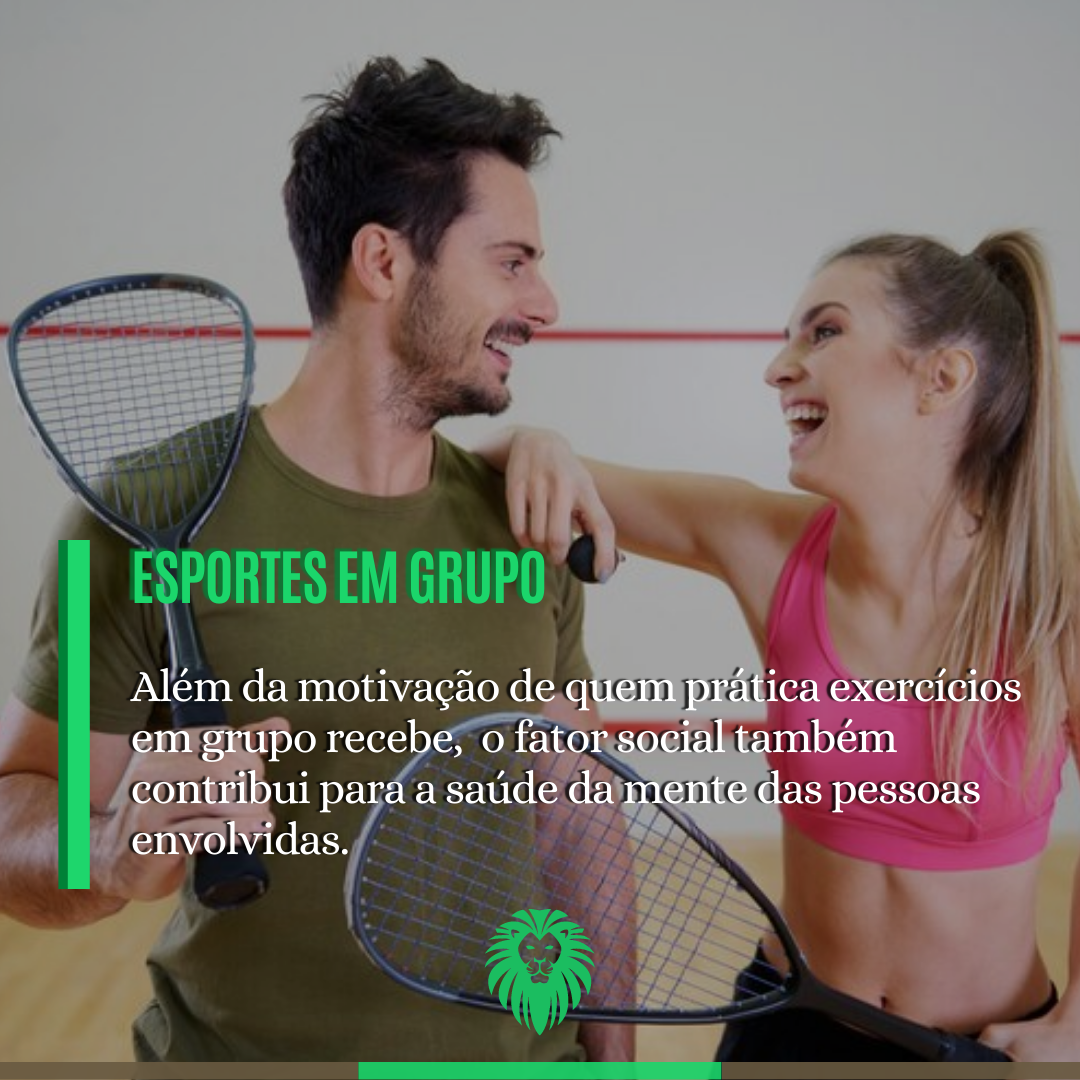 ESPORTES EM GRUPO
Além da motivação de quem prática exercícios
em grupo recebe,  o fator social também
contribui para a saúde da mente das pessoas
envolvidas.